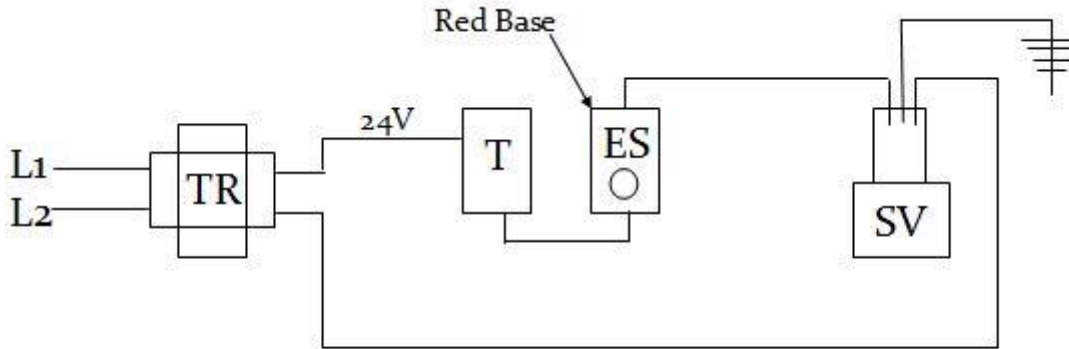 Red Base
24V
T
ES
L1
TR
L2
SV